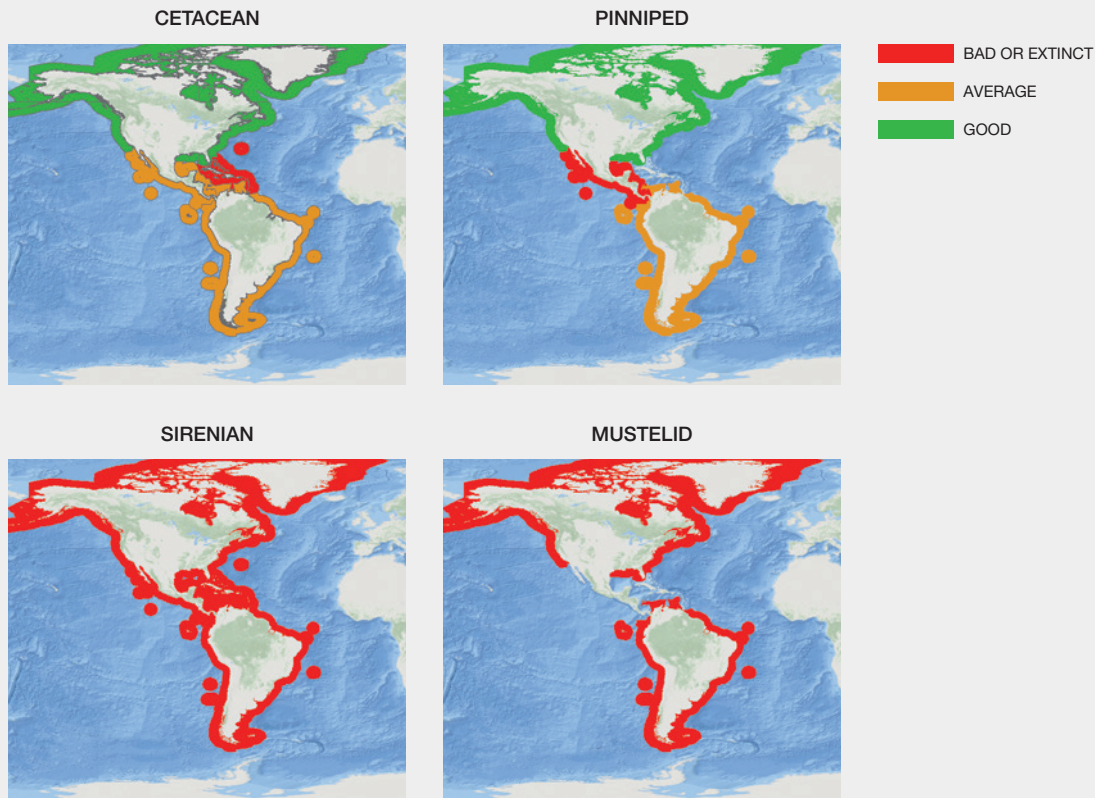 CETACEAN
PINNIPED
BAD OR EXTINCT
AVERAGE
GOOD
SIRENIAN
MUSTELID